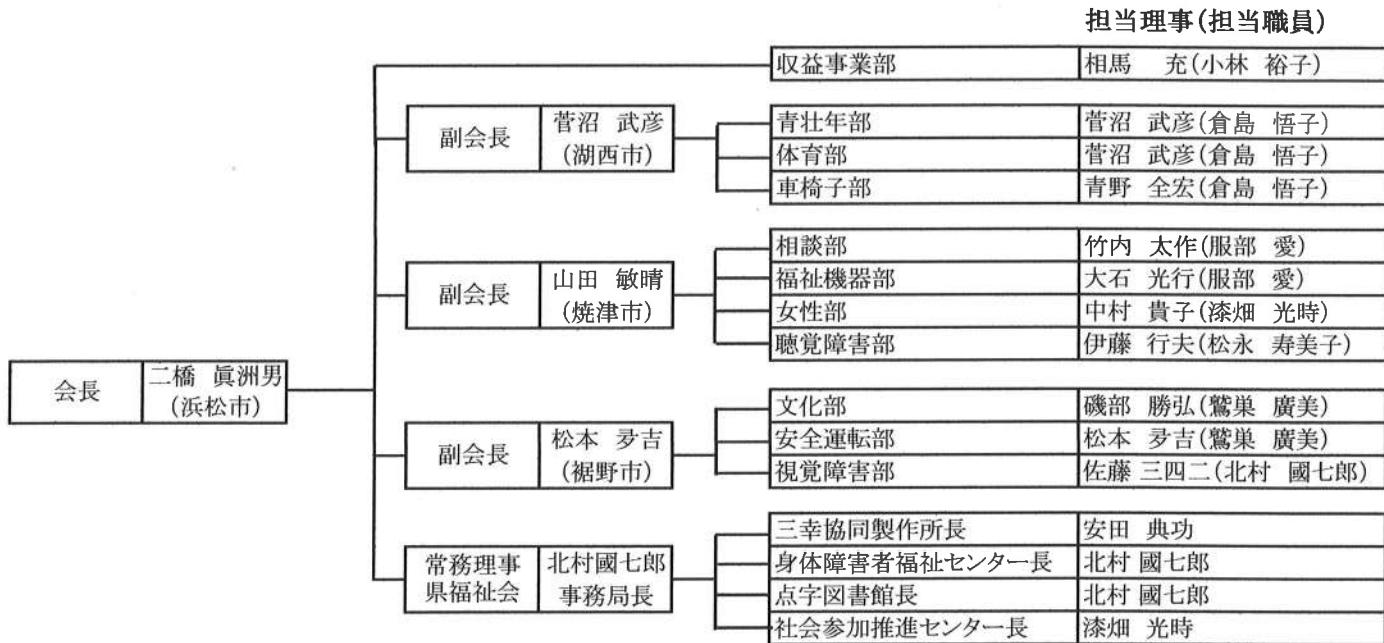 担当理事(担当職員)
収益事業部 相馬 充(小林 裕子)
副会長 菅沼 武彦
(湖西市)
青壮年部 菅沼 武彦(倉島 悟子)
体育部 菅沼 武彦(倉島 悟子)
車椅子部 青野 全宏(倉島 悟子)
副会長 山田 敏晴
(焼津市)
相談部 竹内 太作(服部 愛)
福祉機器部 大石 光行(服部 愛)
女性部 中村 貴子(漆畑 光時)
聴覚障害部 伊藤 行夫(松永 寿美子)
会長 二橋 眞洲男
(浜松市)
副会長 松本 夛吉
(裾野市)
文化部 磯部 勝弘(鷲巣 廣美)
安全運転部 松本 夛吉(鷲巣 廣美)
視覚障害部 佐藤 三四二(北村 國七郎)
常務理事 北村國七郎
県福祉会 事務局長
三幸協同製作所長 安田 典功
身体障害者福祉センター長 北村 國七郎
点字図書館長 北村 國七郎
社会参加推進センター長 漆畑 光時